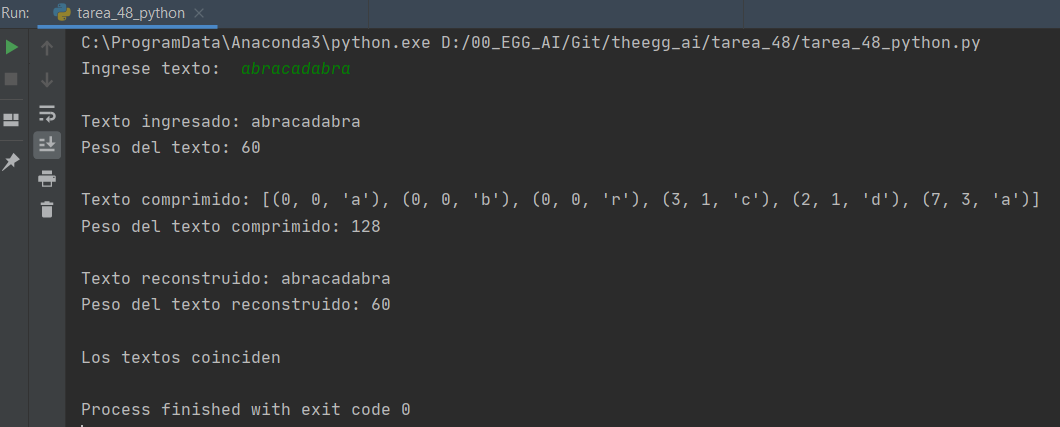 Run: tarea_48_python
C:\ProgramData\Anaconda3\python.exe D:/00_EGG_AI/Git/theegg_ai/tarea_48/tarea_48_python.py
Ingrese texto:  abracadabra
Texto ingresado: abracadabra
Peso del texto: 60
Texto comprimido: [(0, 0, 'a'), (0, 0, 'b'), (0, 0, 'r'), (3, 1, 'c'), (2, 1, 'd'), (7, 3, 'a')]
Peso del texto comprimido: 128
Texto reconstruido: abracadabra
Peso del texto reconstruido: 60
Los textos coinciden
Process finished with exit code 0